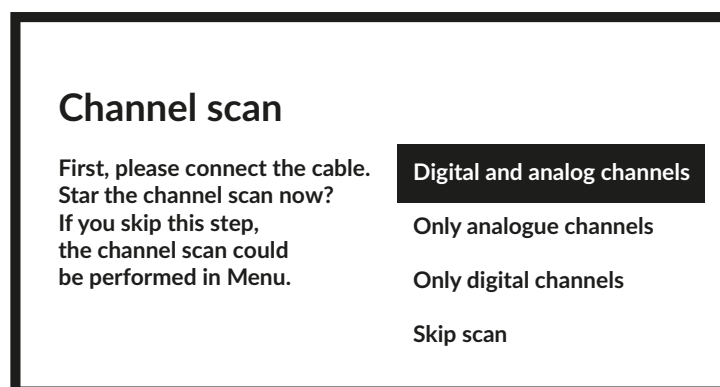 Channel scan
First, please connect the cable.
Star the channel scan now?
If you skip this step,
the channel scan could
be performed in Menu.
Digital and analog channels
Only analogue channels
Only digital channels
Skip scan